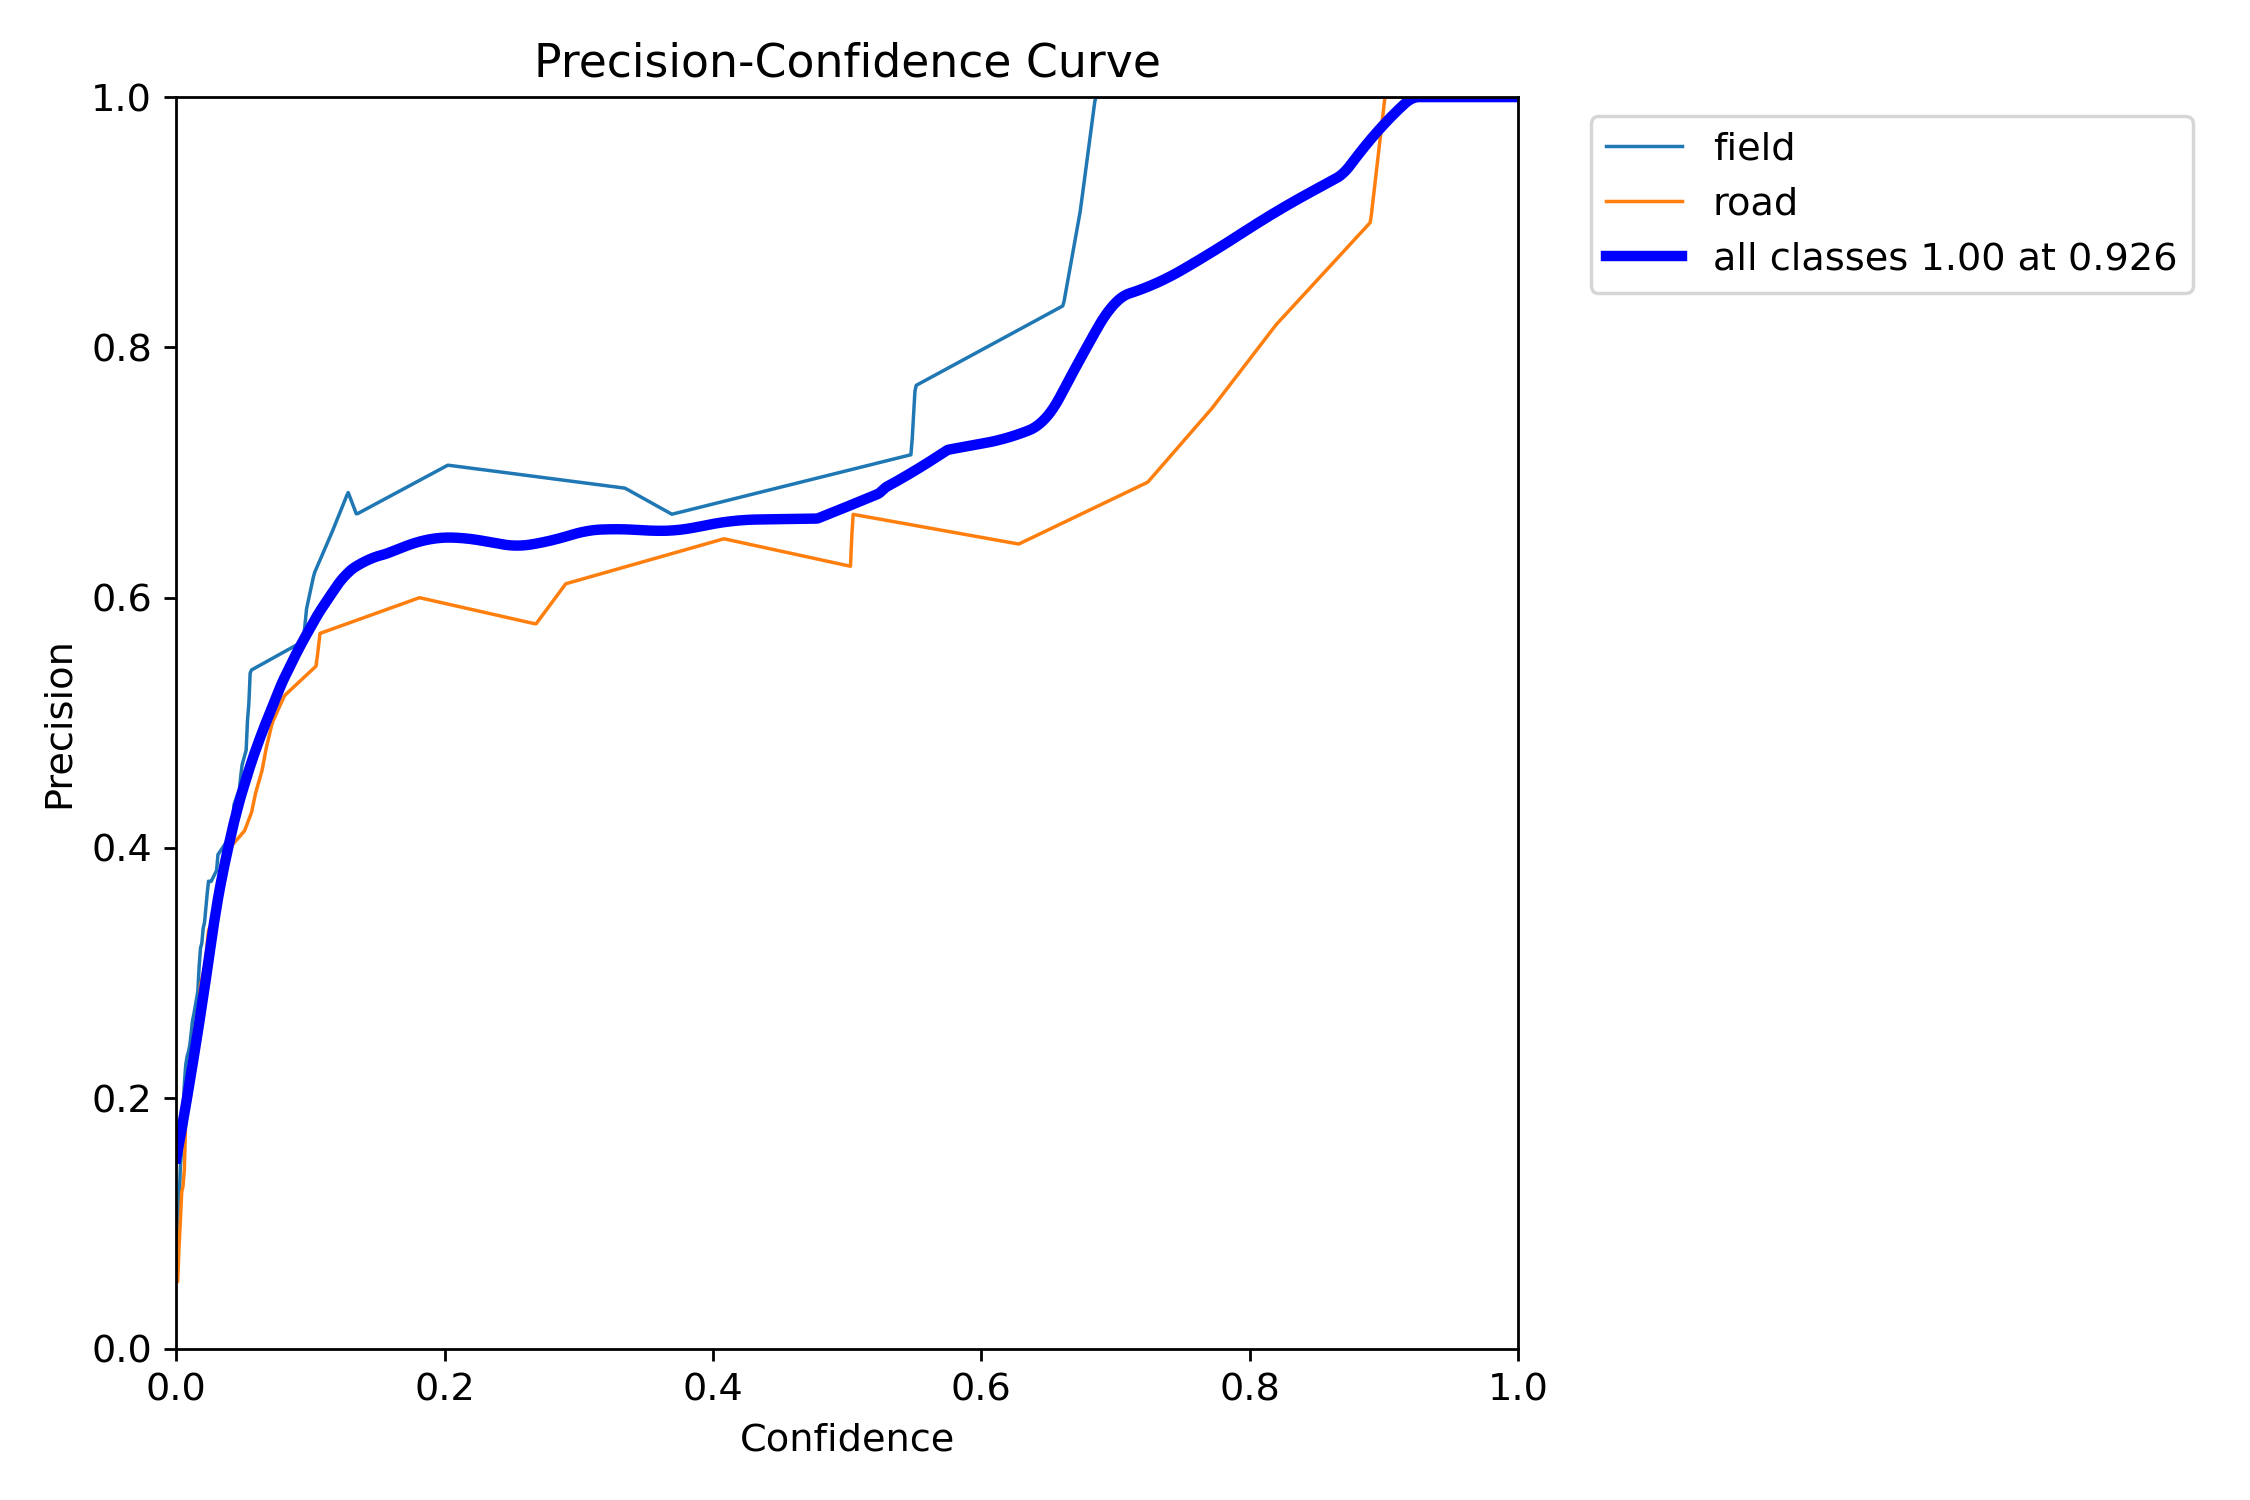 Precision-Confidence Curve
1.0
0.8
0.6
0.4
0.2
0.0
Precision
0.0 0.2 0.4 0.6 0.8 1.0
Confidence
field
road
all classes 1.00 at 0.926